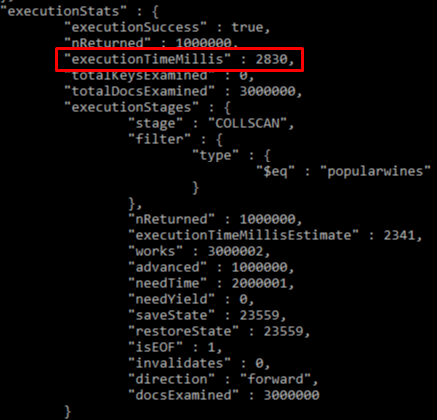 "executionStats" : {
"executionSuccess" : true,
"nReturned" : 1000000,
"executionTimeMillis" : 2830,
"totalKeysExamined" : 0,
"totalDocsExamined" : 3000000,
"executionStages" : {
"stage" : "COLLSCAN",
"filter" : {
"type" : {
"$eq" : "popularwines"
}
},
"nReturned" : 1000000,
"executionTimeMillisEstimate" : 2341,
"works" : 3000002,
"advanced" : 1000000,
"needTime" : 2000001,
"needYield" : 0,
"saveState" : 23559,
"restoreState" : 23559,
"isEOF" : 1,
"invalidates" : 0,
"direction" : "forward",
"docsExamined" : 3000000
}